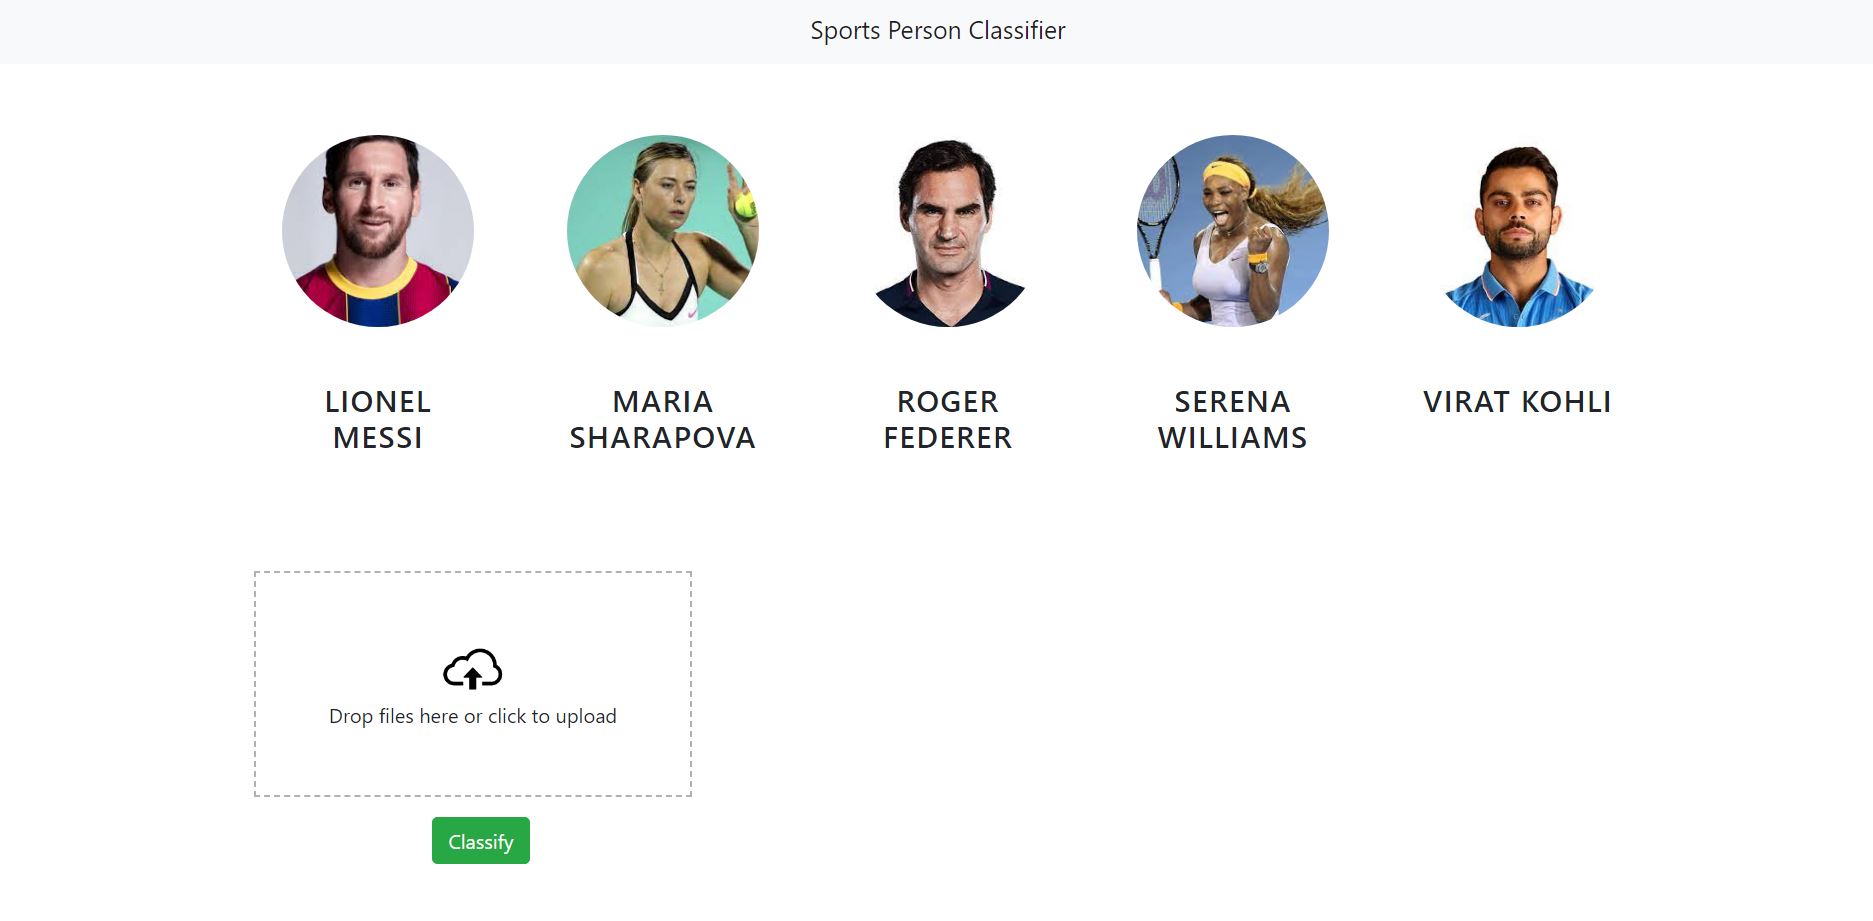 Sports Person Classifier
LIONEL
MESSI
MARIA
SHARAPOVA
ROGER
FEDERER
SERENA
WILLIAMS
VIRAT KOHLI
Drop files here or click to upload
Classify